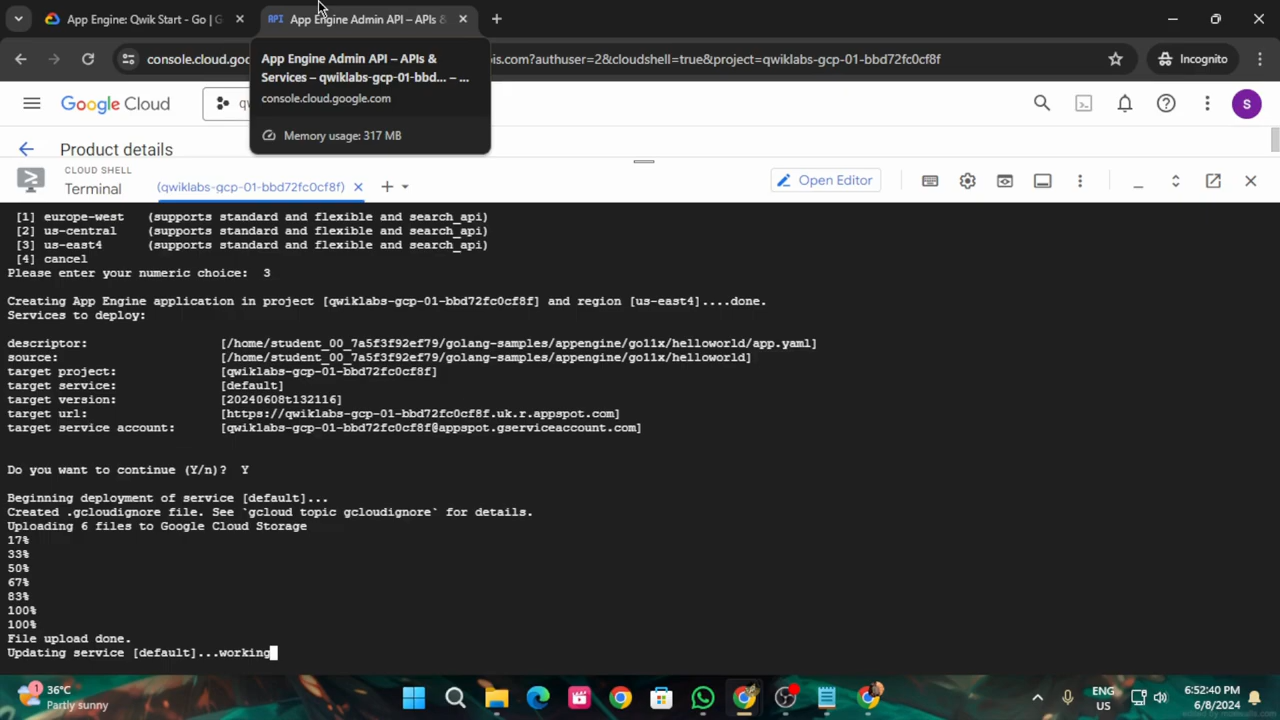 App Engine: Qwik Start - Go | G
App Engine Admin API – APIs &
console.cloud.goo
is.com?authuser=2&cloudshell=true&project=qwiklabs-gcp-01-bbd72fc0cf8f
Incognito
App Engine Admin API – APIs &
Services – qwiklabs-gcp-01-bbd... – ...
console.cloud.google.com
Memory usage: 317 MB
Google Cloud
S
Product details
CLOUD SHELL
Terminal
(qwiklabs-gcp-01-bbd72fc0cf8f)
Open Editor
[1] europe-west (supports standard and flexible and search_api)
[2] us-central (supports standard and flexible and search_api)
[3] us-east4 (supports standard and flexible and search_api)
[4] cancel
Please enter your numeric choice: 3
Creating App Engine application in project [qwiklabs-gcp-01-bbd72fc0cf8f] and region [us-east4]....done.
Services to deploy:
descriptor: [/home/student_00_7a5f3f92ef79/golang-samples/appengine/go11x/helloworld/app.yaml]
source: [/home/student_00_7a5f3f92ef79/golang-samples/appengine/go11x/helloworld]
target project: [qwiklabs-gcp-01-bbd72fc0cf8f]
target service: [default]
target version: [20240608t132116]
target url: [https://qwiklabs-gcp-01-bbd72fc0cf8f.uk.r.appspot.com]
target service account: [qwiklabs-gcp-01-bbd72fc0cf8f@appspot.gserviceaccount.com]
Do you want to continue (Y/n)? Y
Beginning deployment of service [default]...
Created .gcloudignore file. See `gcloud topic gcloudignore` for details.
Uploading 6 files to Google Cloud Storage
17%
33%
50%
67%
83%
100%
100%
File upload done.
Updating service [default]...working
1
36°C
Partly sunny
ENG
US
6:52:40 PM
6/8/2024